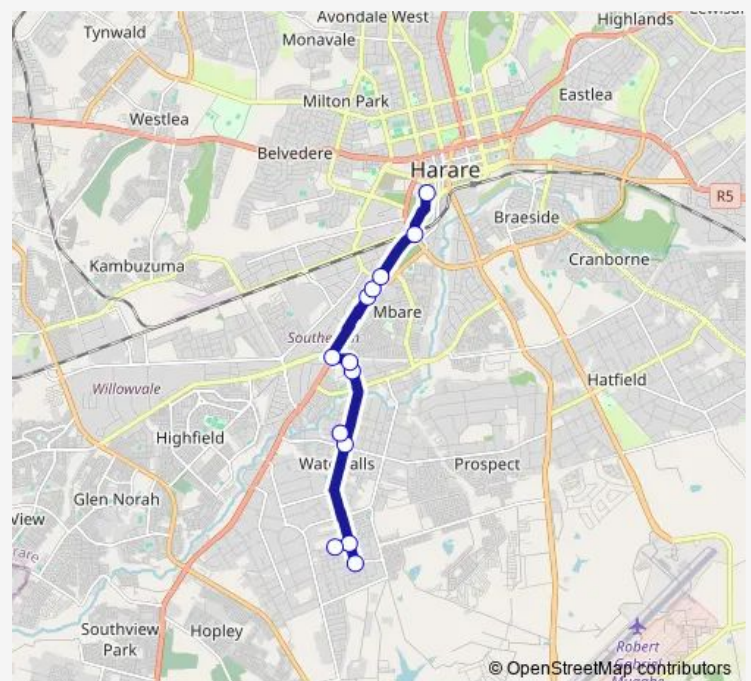 Avondale West
Highlands
Tynwald
Monavale
Eastlea
Milton Park
Westlea
Belvedere
Harare
R5
Braeside
Kambuzuma
Cranborne
Mbare
Willowvale
Hatfield
Highfield
Prospect
Glen Norah
View
Southview
Park
Hopley
Robert
© OpenStreetMap contributors